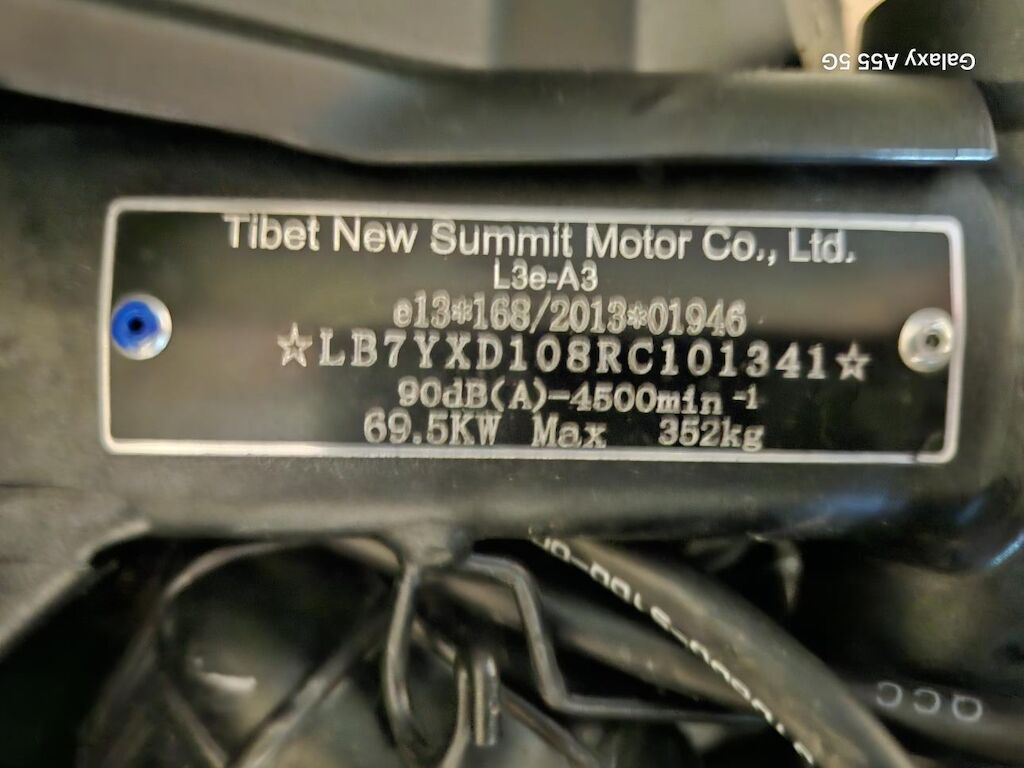 Galaxy A55 5G
Tibet New Summit Motor Co., Ltd.
L3e-A3
e13*168/2013*01946
☆LB7YXD108RC101341☆
90dB(A)-4500min⁻¹
69.5KW Max 352kg
QCC